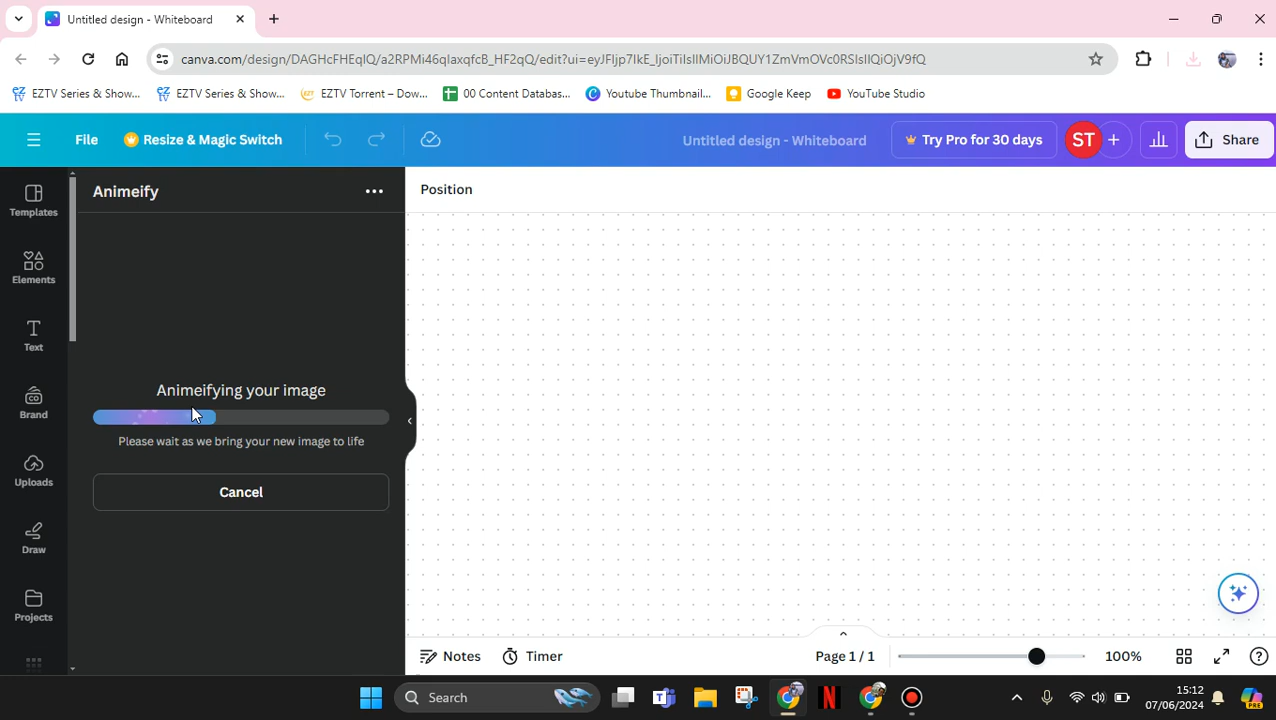 Untitled design - Whiteboard
canva.com/design/DAGHcFHEqIQ/a2RPMi46qIaxqfcB_HF2qQ/edit?ui=eyJFIjp7IkE_IjoiTiIsIlMiOiJBQUY1ZmVmOVc0RSIsIlQiOjV9fQ
EZTV Series & Show...
EZTV Series & Show...
EZTV Torrent – Dow...
00 Content Databas...
Youtube Thumbnail...
Google Keep
YouTube Studio
File
Resize & Magic Switch
Untitled design - Whiteboard
Try Pro for 30 days
ST
Share
Templates
Elements
Text
Brand
Uploads
Draw
Projects
Animeify
Position
Animeifying your image
Please wait as we bring your new image to life
Cancel
Notes
Timer
Page 1 / 1
100%
Search
15:12
07/06/2024